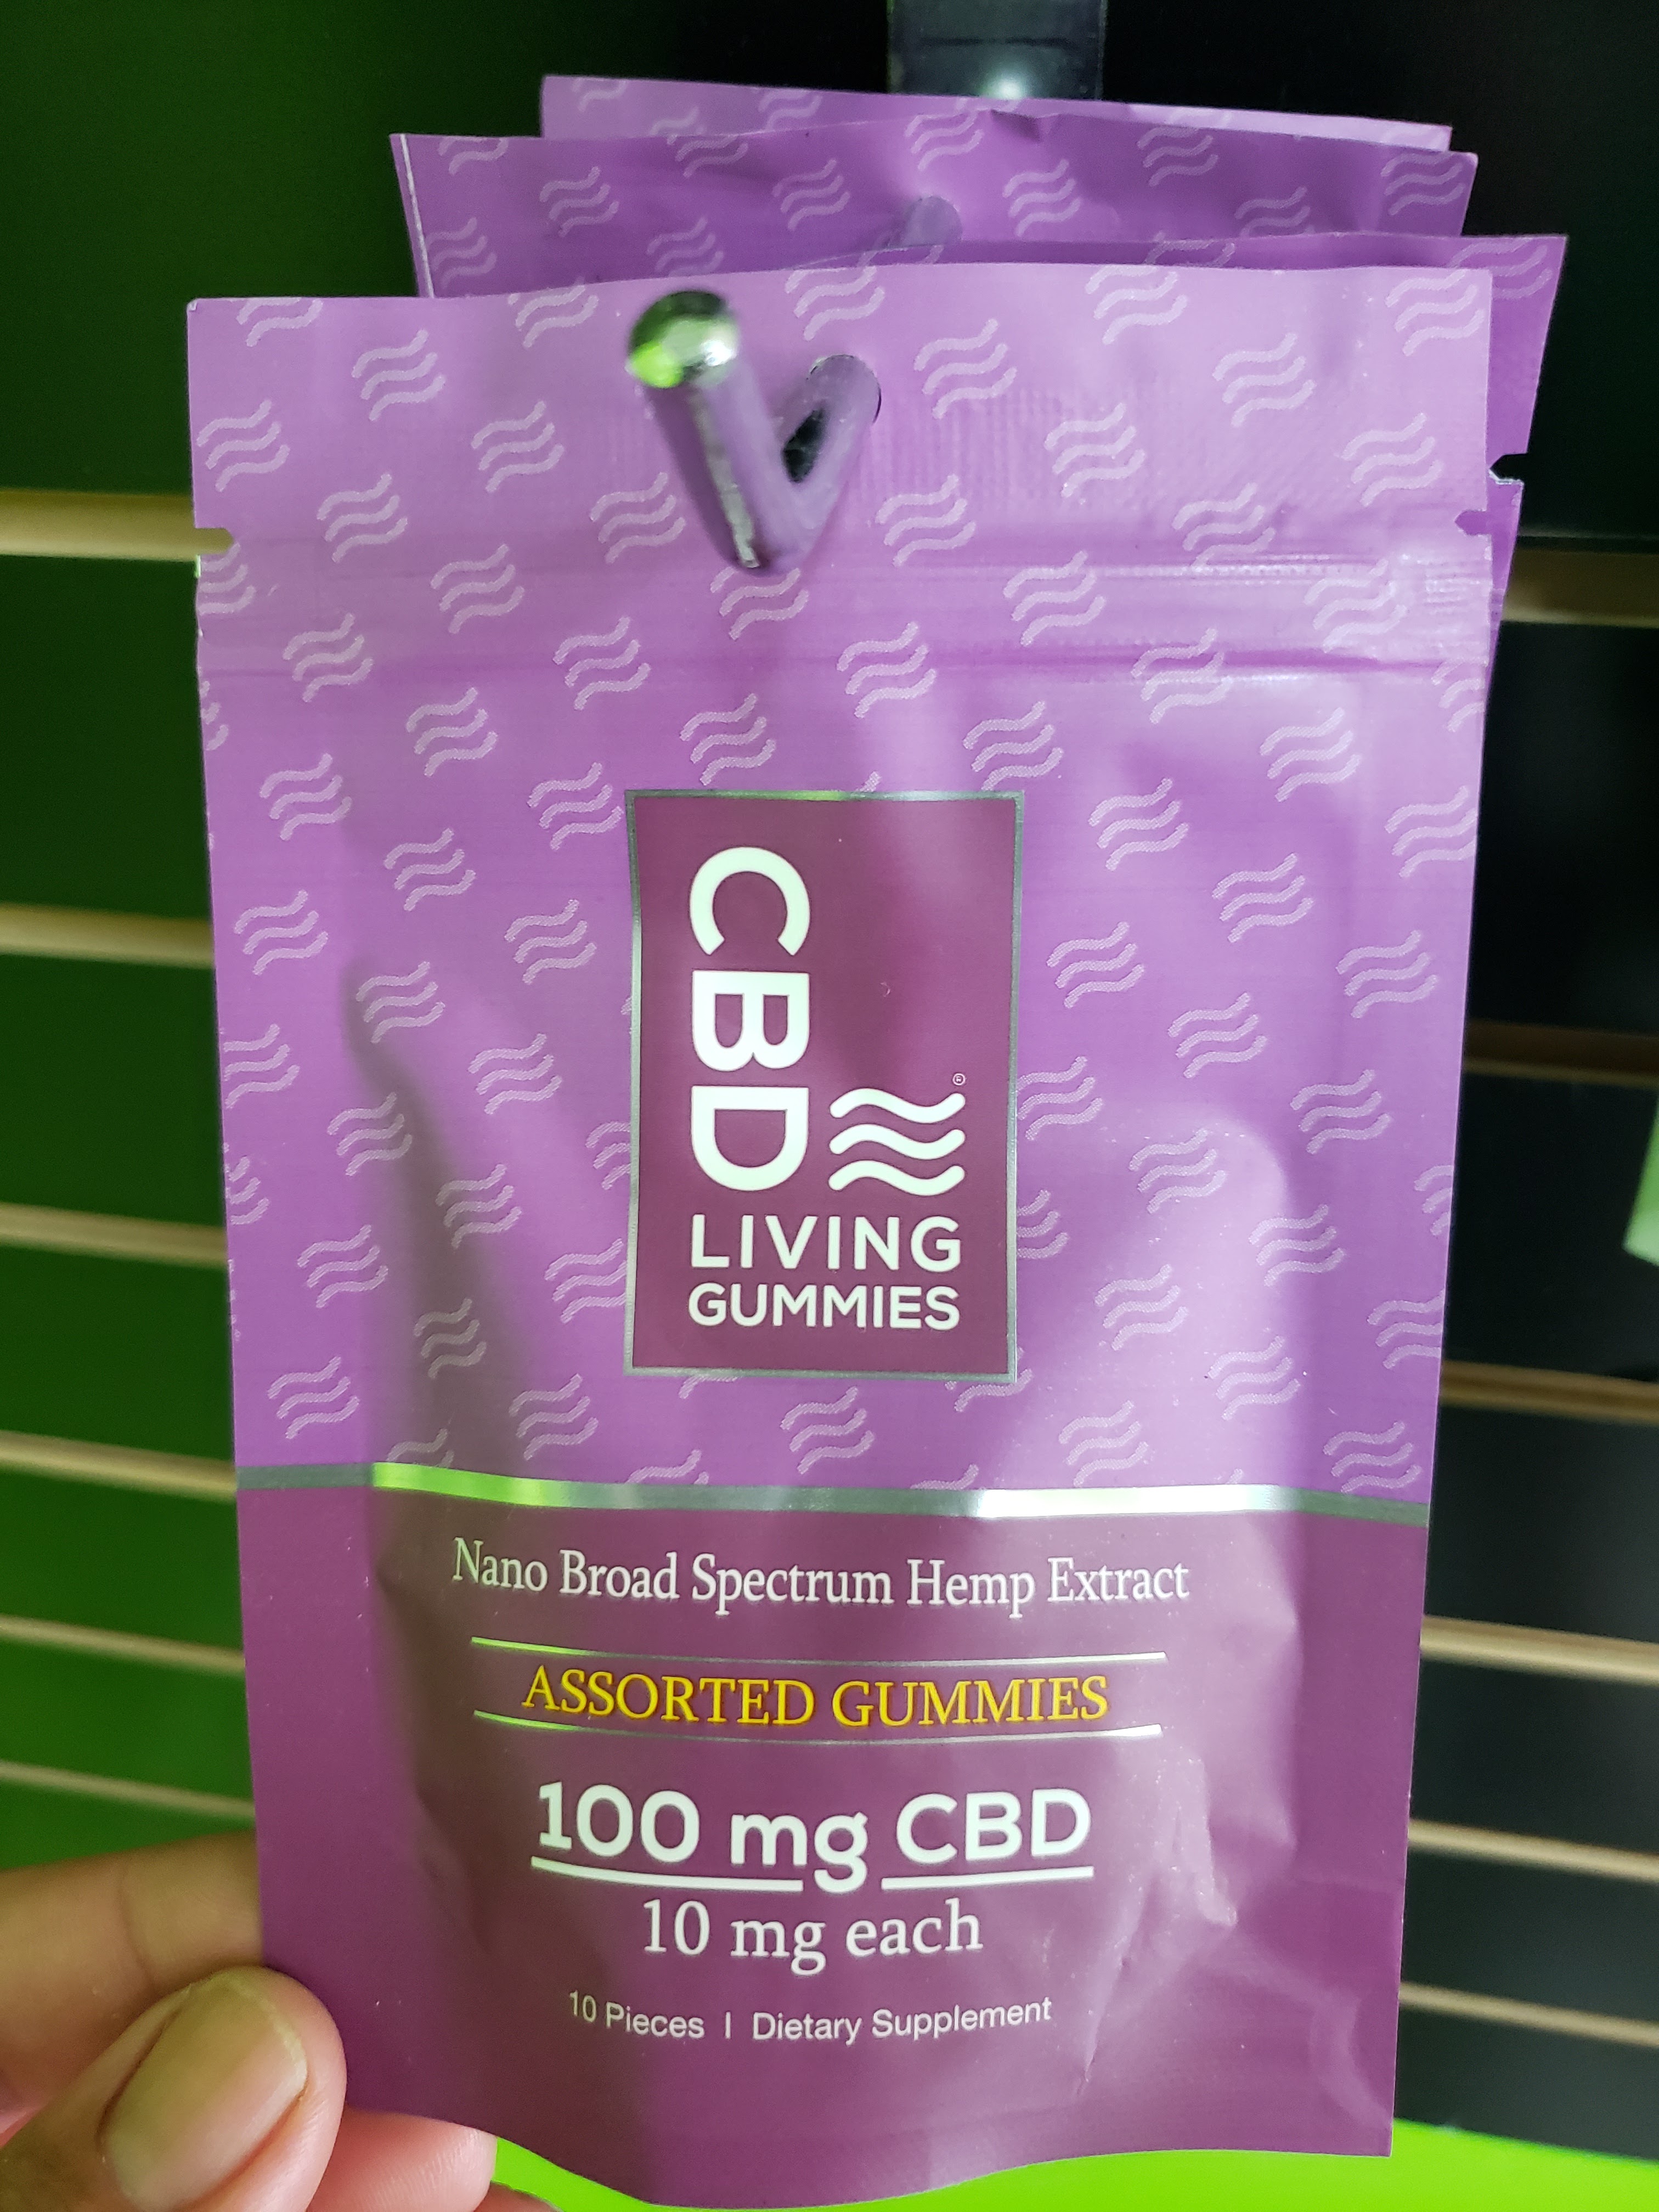 CBD
®
LIVING
GUMMIES
Nano Broad Spectrum Hemp Extract
ASSORTED GUMMIES
100 mg CBD
10 mg each
10 Pieces | Dietary Supplement